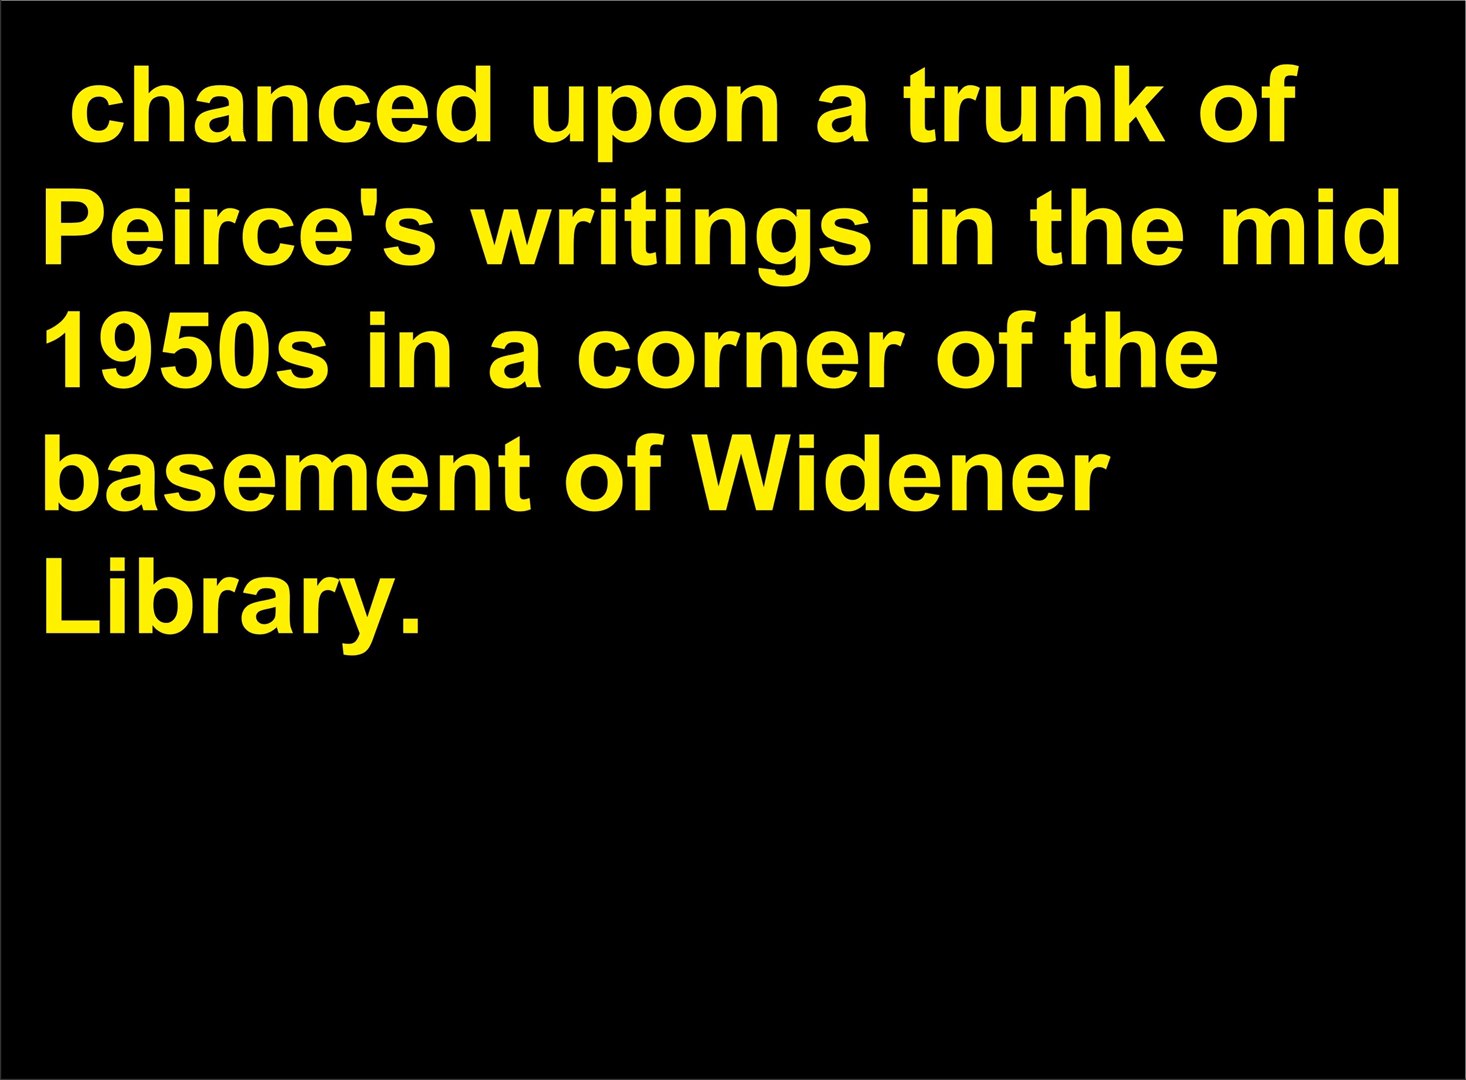 chanced upon a trunk of
Peirce's writings in the mid
1950s in a corner of the
basement of Widener
Library.